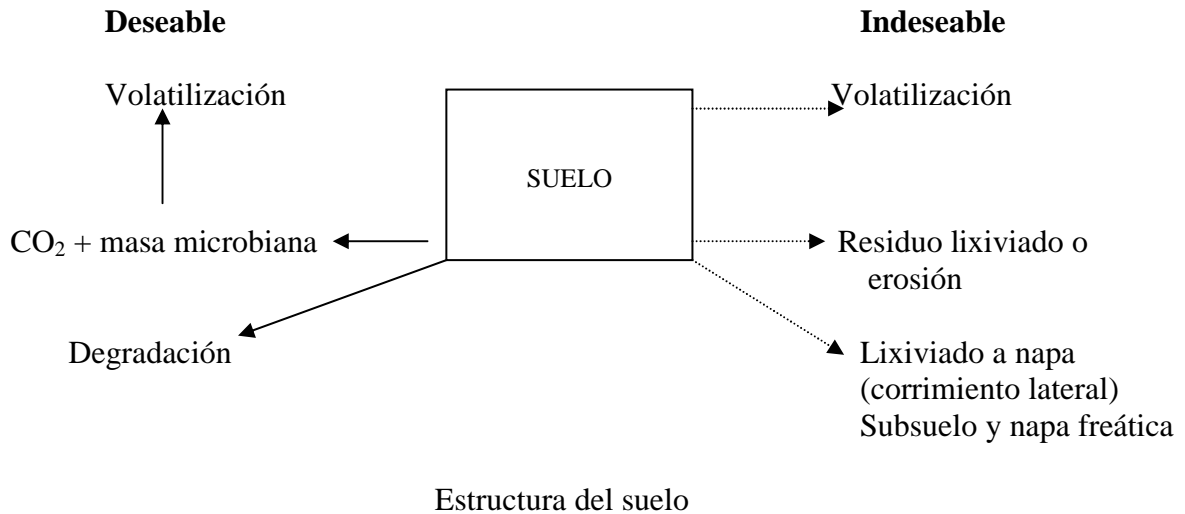 Deseable
Indeseable
Volatilización
Volatilización
SUELO
CO₂ + masa microbiana
Residuo lixiviado o
erosión
Degradación
Lixiviado a napa
(corrimiento lateral)
Subsuelo y napa freática
Estructura del suelo